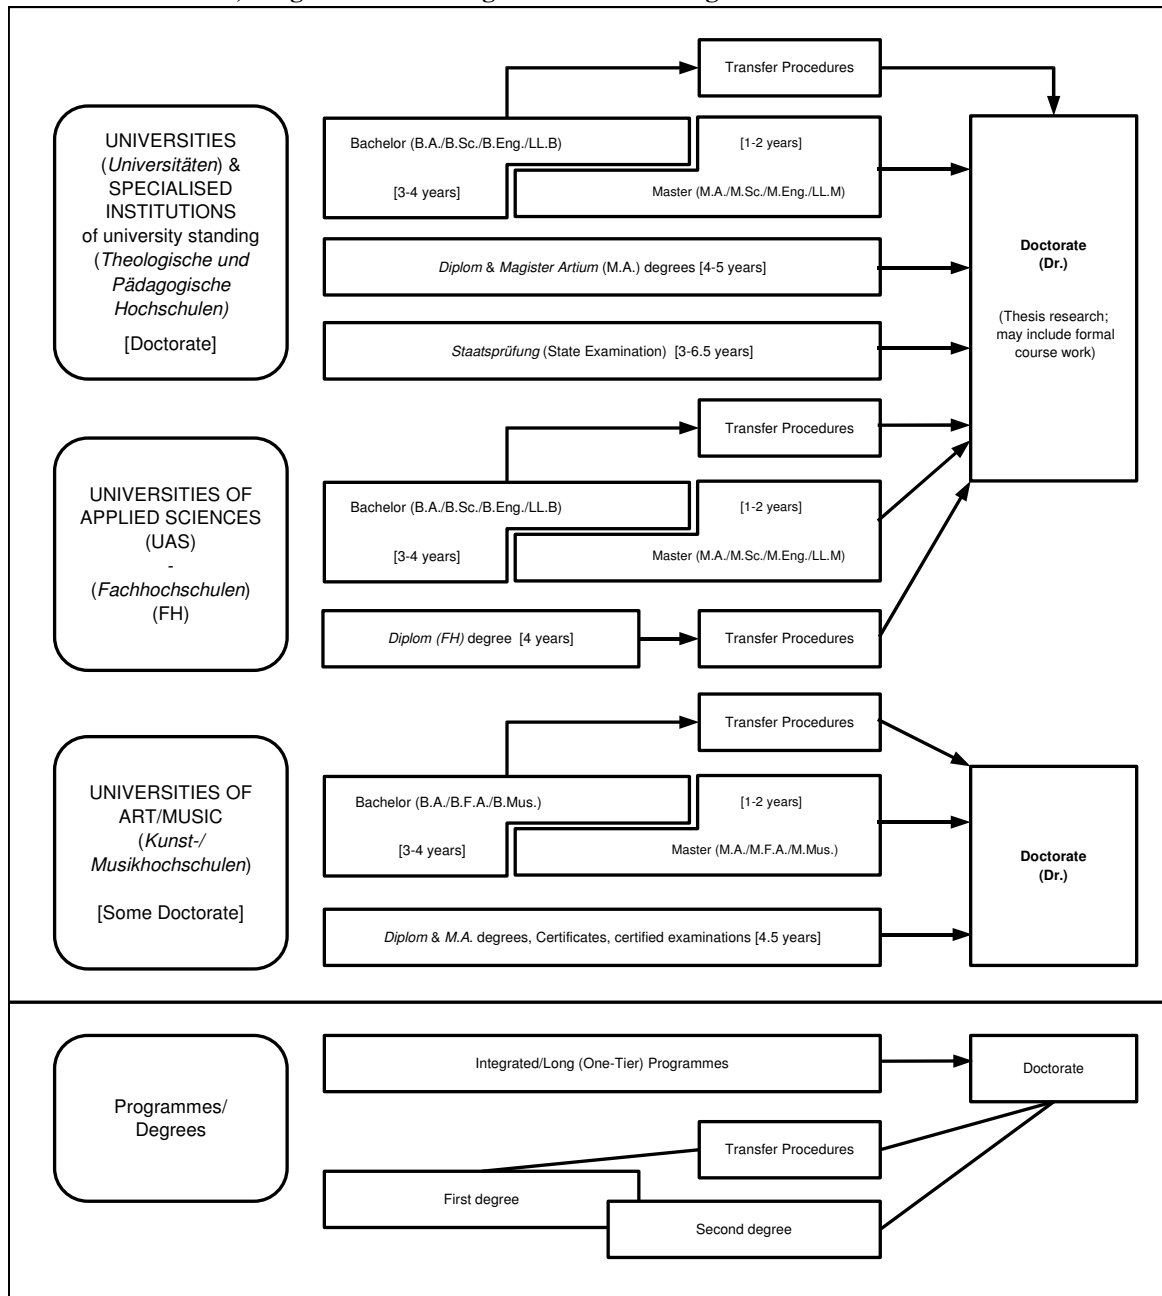 Transfer Procedures
UNIVERSITIES
(Universitäten) &
SPECIALISED
INSTITUTIONS
of university standing
(Theologische und
Pädagogische
Hochschulen)
[Doctorate]
Bachelor (B.A./B.Sc./B.Eng./LL.B)
[3-4 years]
[1-2 years]
Master (M.A./M.Sc./M.Eng./LL.M)
Diplom & Magister Artium (M.A.) degrees [4-5 years]
Staatsprüfung (State Examination) [3-6.5 years]
Doctorate
(Dr.)
(Thesis research;
may include formal
course work)
Transfer Procedures
UNIVERSITIES OF
APPLIED SCIENCES
(UAS)
-
(Fachhochschulen)
(FH)
Bachelor (B.A./B.Sc./B.Eng./LL.B)
[3-4 years]
[1-2 years]
Master (M.A./M.Sc./M.Eng./LL.M)
Diplom (FH) degree [4 years]
Transfer Procedures
Transfer Procedures
UNIVERSITIES OF
ART/MUSIC
(Kunst-/
Musikhochschulen)
[Some Doctorate]
Bachelor (B.A./B.F.A./B.Mus.)
[3-4 years]
[1-2 years]
Master (M.A./M.F.A./M.Mus.)
Diplom & M.A. degrees, Certificates, certified examinations [4.5 years]
Doctorate
(Dr.)
Programmes/
Degrees
Integrated/Long (One-Tier) Programmes
Doctorate
Transfer Procedures
First degree
Second degree